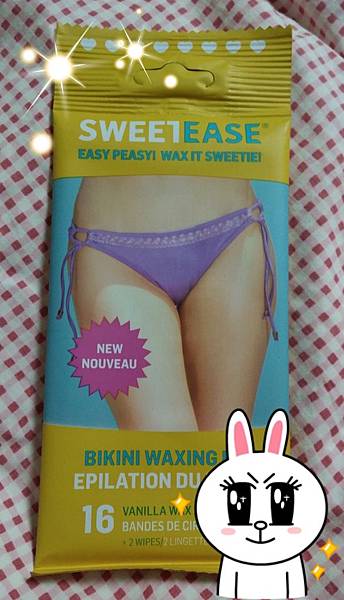 SWEETEASE®
EASY PEASY! WAX IT SWEETIE!
NEW
NOUVEAU
BIKINI WAXING
EPILATION DU
16 VANILLA WAX
BANDES DE CIR
+ 2 WIPES/2 LINGETTE